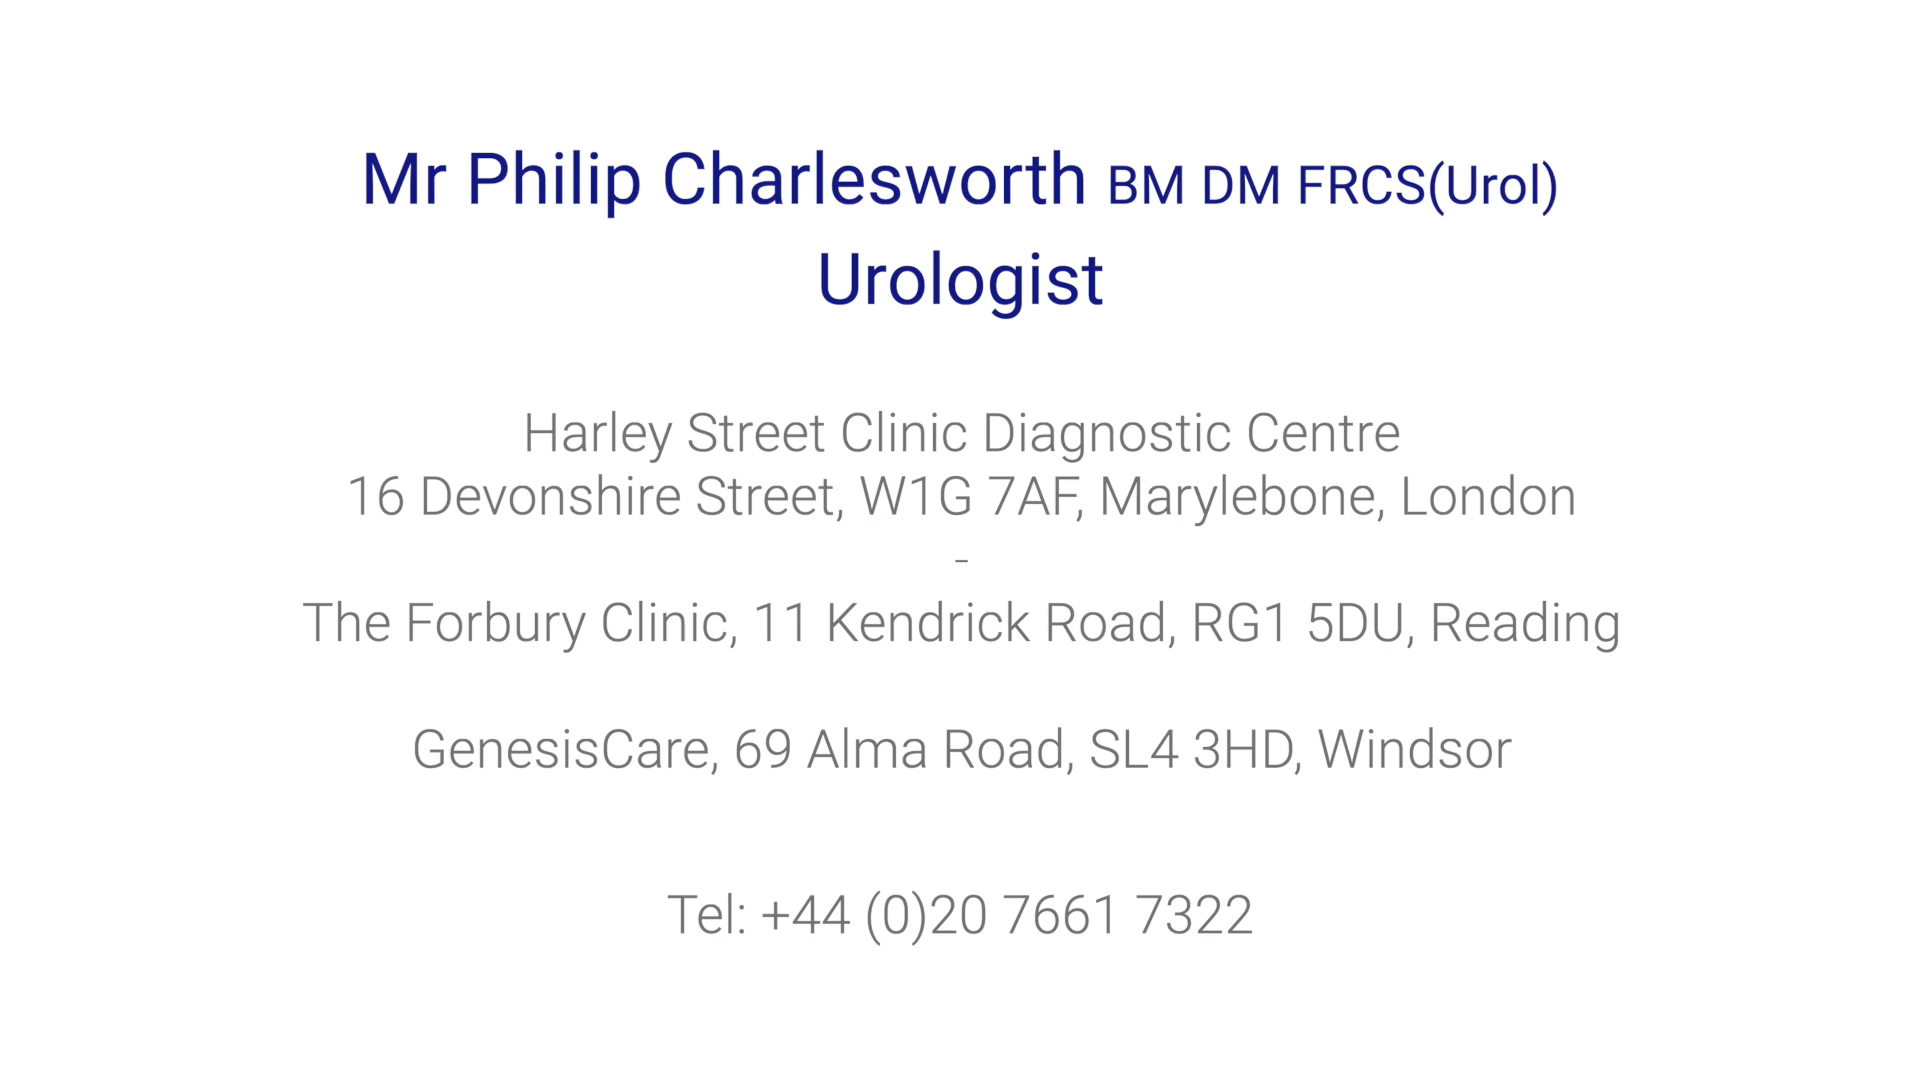 Mr Philip Charlesworth BM DM FRCS(Urol)
Urologist
Harley Street Clinic Diagnostic Centre
16 Devonshire Street, W1G 7AF, Marylebone, London
-
The Forbury Clinic, 11 Kendrick Road, RG1 5DU, Reading
GenesisCare, 69 Alma Road, SL4 3HD, Windsor
Tel: +44 (0)20 7661 7322